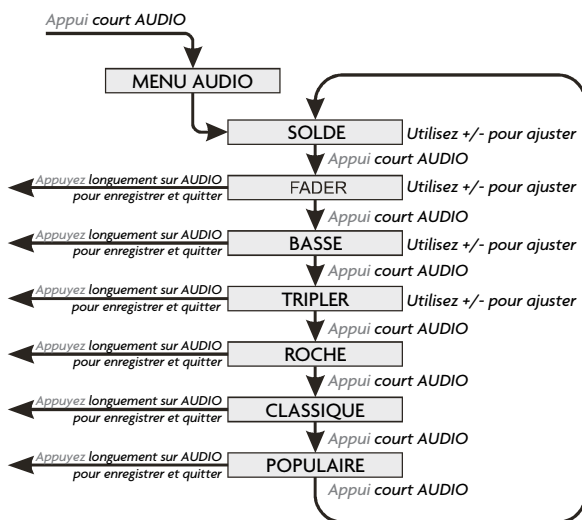 Appui court AUDIO
MENU AUDIO
SOLDE
Utilisez +/- pour ajuster
Appui court AUDIO
Appuyez longuement sur AUDIO
pour enregistrer et quitter
FADER
Utilisez +/- pour ajuster
Appui court AUDIO
Appuyez longuement sur AUDIO
pour enregistrer et quitter
BASSE
Utilisez +/- pour ajuster
Appui court AUDIO
Appuyez longuement sur AUDIO
pour enregistrer et quitter
TRIPLER
Utilisez +/- pour ajuster
Appui court AUDIO
Appuyez longuement sur AUDIO
pour enregistrer et quitter
ROCHE
Appui court AUDIO
Appuyez longuement sur AUDIO
pour enregistrer et quitter
CLASSIQUE
Appui court AUDIO
Appuyez longuement sur AUDIO
pour enregistrer et quitter
POPULAIRE
Appui court AUDIO